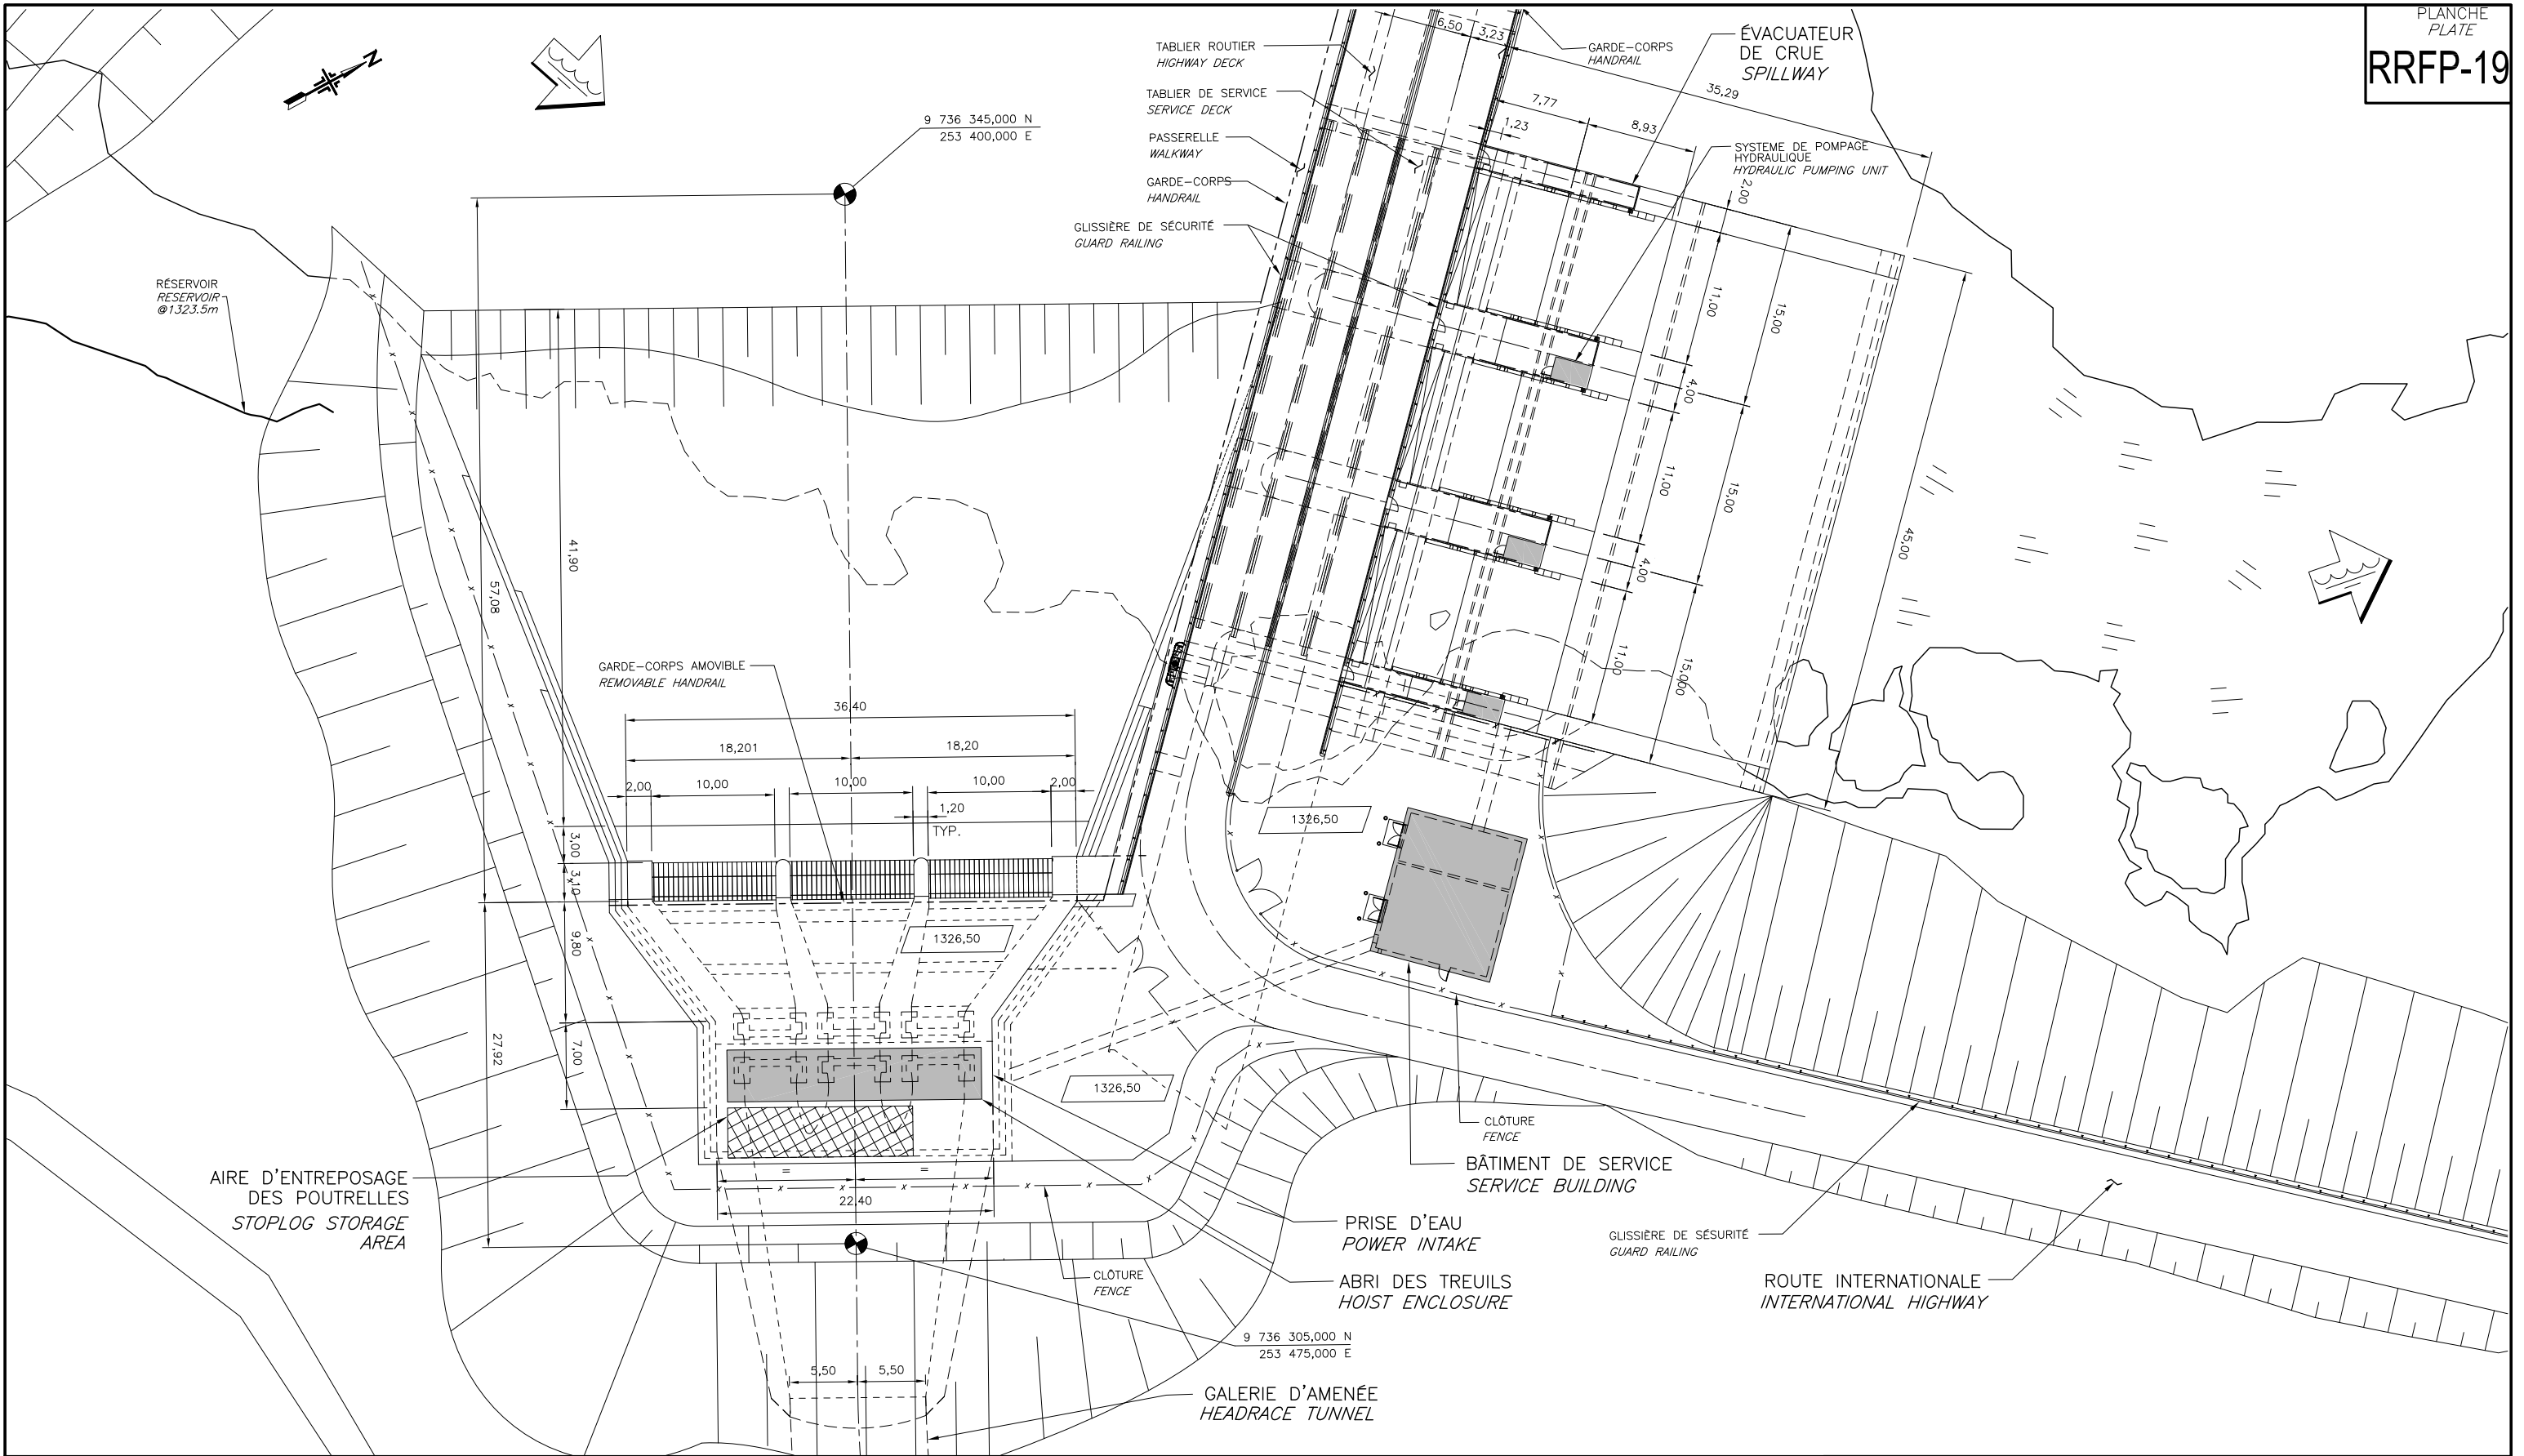 PLANCHE
PLATE
RRFP-19
N
9 736 345,000 N
253 400,000 E
RÉSERVOIR
RESERVOIR
@1323.5m
TABLIER ROUTIER
HIGHWAY DECK
TABLIER DE SERVICE
SERVICE DECK
PASSERELLE
WALKWAY
GARDE-CORPS
HANDRAIL
GLISSIÈRE DE SÉCURITÉ
GUARD RAILING
6,50
3,23
GARDE-CORPS
HANDRAIL
ÉVACUATEUR
DE CRUE
SPILLWAY
35,29
7,77
1,23
8,93
SYSTEME DE POMPAGE
HYDRAULIQUE
HYDRAULIC PUMPING UNIT
2,00
11,00
15,00
4,00
11,00
15,00
45,00
4,00
11,00
15,000
57,08
41,90
GARDE-CORPS AMOVIBLE
REMOVABLE HANDRAIL
36,40
18,201
18,20
2,00
10,00
10,00
10,00
2,00
1,20
TYP.
3,00
3,10
9,80
7,00
27,92
1326,50
1326,50
1326,50
22,40
=
=
AIRE D'ENTREPOSAGE
DES POUTRELLES
STOPLOG STORAGE
AREA
CLÔTURE
FENCE
BÂTIMENT DE SERVICE
SERVICE BUILDING
PRISE D'EAU
POWER INTAKE
ABRI DES TREUILS
HOIST ENCLOSURE
CLÔTURE
FENCE
9 736 305,000 N
253 475,000 E
5,50
5,50
GALERIE D'AMENÉE
HEADRACE TUNNEL
GLISSIÈRE DE SÉSURITÉ
GUARD RAILING
ROUTE INTERNATIONALE
INTERNATIONAL HIGHWAY